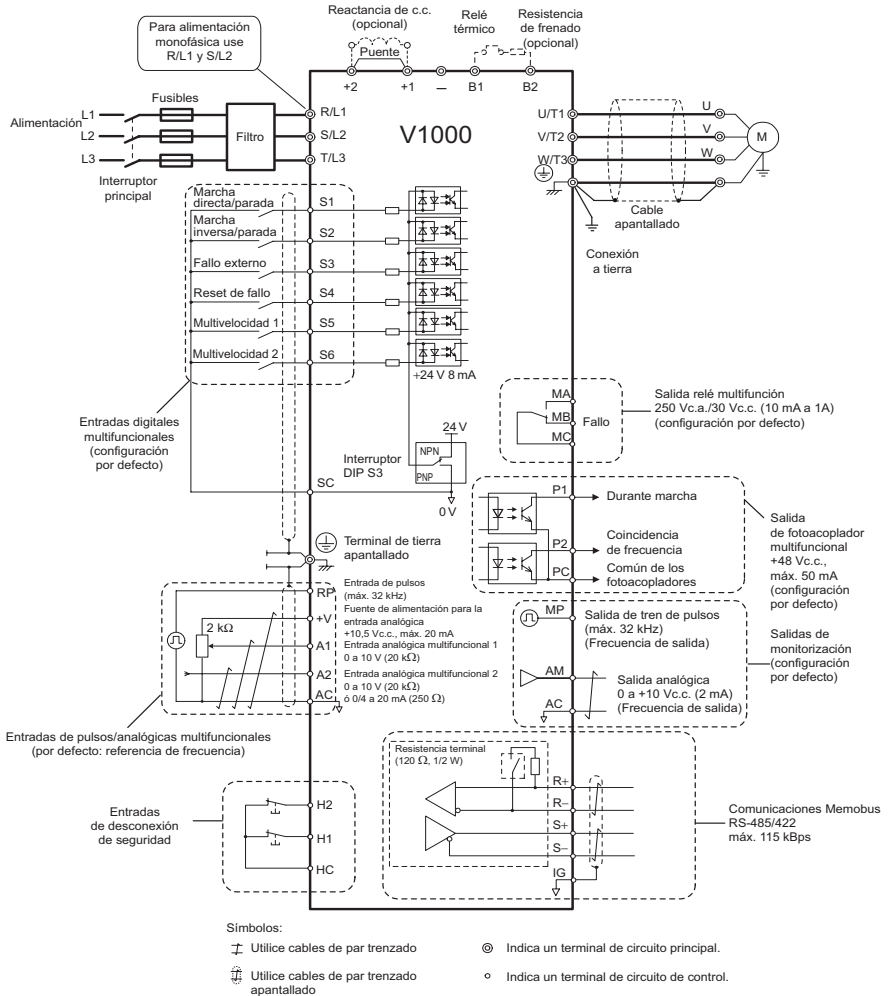 Para alimentación
monofásica use
R/L1 y S/L2
Reactancia de c.c.
(opcional)
Puente
Relé
térmico
Resistencia
de frenado
(opcional)
+2
+1
–
B1
B2
Alimentación
L1
L2
L3
Fusibles
Filtro
Interruptor
principal
R/L1
S/L2
T/L3
V1000
U/T1
V/T2
W/T3
U
V
W
M
Cable
apantallado
Conexión
a tierra
Marcha
directa/parada
S1
Marcha
inversa/parada
S2
Fallo externo
S3
Reset de fallo
S4
Multivelocidad 1
S5
Multivelocidad 2
S6
+24 V 8 mA
Entradas digitales
multifuncionales
(configuración
por defecto)
Interruptor
DIP S3
24 V
NPN
PNP
0 V
SC
MA
MB
MC
Fallo
Salida relé multifunción
250 Vc.a./30 Vc.c. (10 mA a 1A)
(configuración por defecto)
P1
Durante marcha
P2
Coincidencia
de frecuencia
PC
Común de los
fotoacopladores
Salida
de fotoacoplador
multifuncional
+48 Vc.c.,
máx. 50 mA
(configuración
por defecto)
Terminal de tierra
apantallado
RP
Entrada de pulsos
(máx. 32 kHz)
+V
Fuente de alimentación para la
entrada analógica
+10,5 Vc.c., máx. 20 mA
2 kΩ
A1
Entrada analógica multifuncional 1
0 a 10 V (20 kΩ)
A2
Entrada analógica multifuncional 2
0 a 10 V (20 kΩ)
ó 0/4 a 20 mA (250 Ω)
AC
Entradas de pulsos/analógicas multifuncionales
(por defecto: referencia de frecuencia)
MP
Salida de tren de pulsos
(máx. 32 kHz)
(Frecuencia de salida)
AM
Salida analógica
0 a +10 Vc.c. (2 mA)
(Frecuencia de salida)
AC
Salidas de
monitorización
(configuración
por defecto)
Entradas
de desconexión
de seguridad
H2
H1
HC
Resistencia terminal
(120 Ω, 1/2 W)
R+
R–
S+
S–
IG
Comunicaciones Memobus
RS-485/422
máx. 115 kBps
Símbolos:
Utilice cables de par trenzado
Indica un terminal de circuito principal.
Utilice cables de par trenzado
apantallado
Indica un terminal de circuito de control.